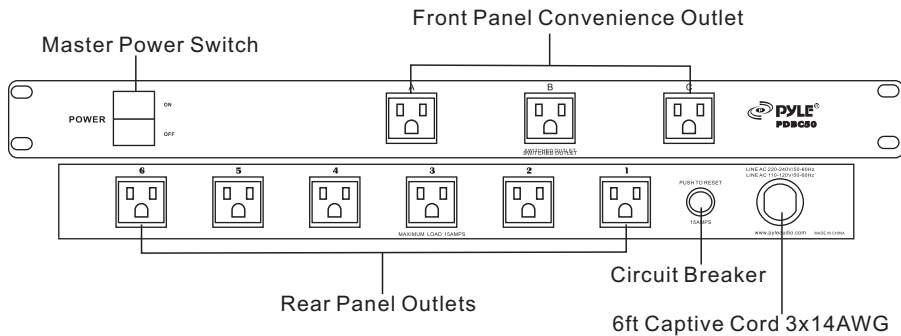 Front Panel Convenience Outlet
Master Power Switch
A
B
C
POWER
ON
OFF
PYLE®
PDBC50
SWITCHED OUTLET
SWITCHED OUTLET
6
5
4
3
2
1
PUSH TO RESET
15AMPS
LINE AC 220-240V/50-60Hz
LINE AC 110-120V/50-60Hz
MAXIMUM LOAD 15AMPS
www.pyleaudio.com
MADE IN CHINA
Circuit Breaker
Rear Panel Outlets
6ft Captive Cord 3x14AWG